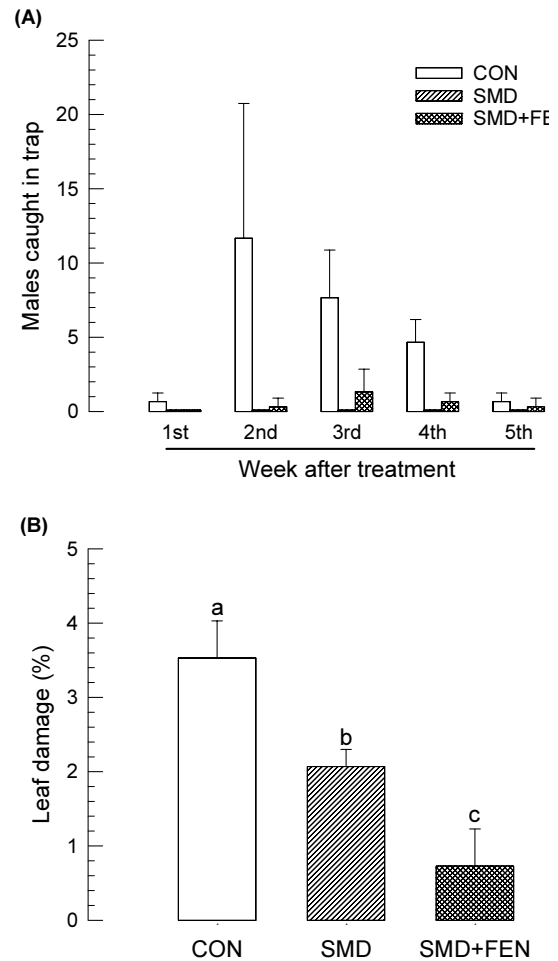 (A)
25
20
15
10
5
0
Males caught in trap
CON
SMD
SMD+FE
1st 2nd 3rd 4th 5th
Week after treatment
(B)
5
4
3
2
1
0
Leaf damage (%)
a
b
c
CON SMD SMD+FEN